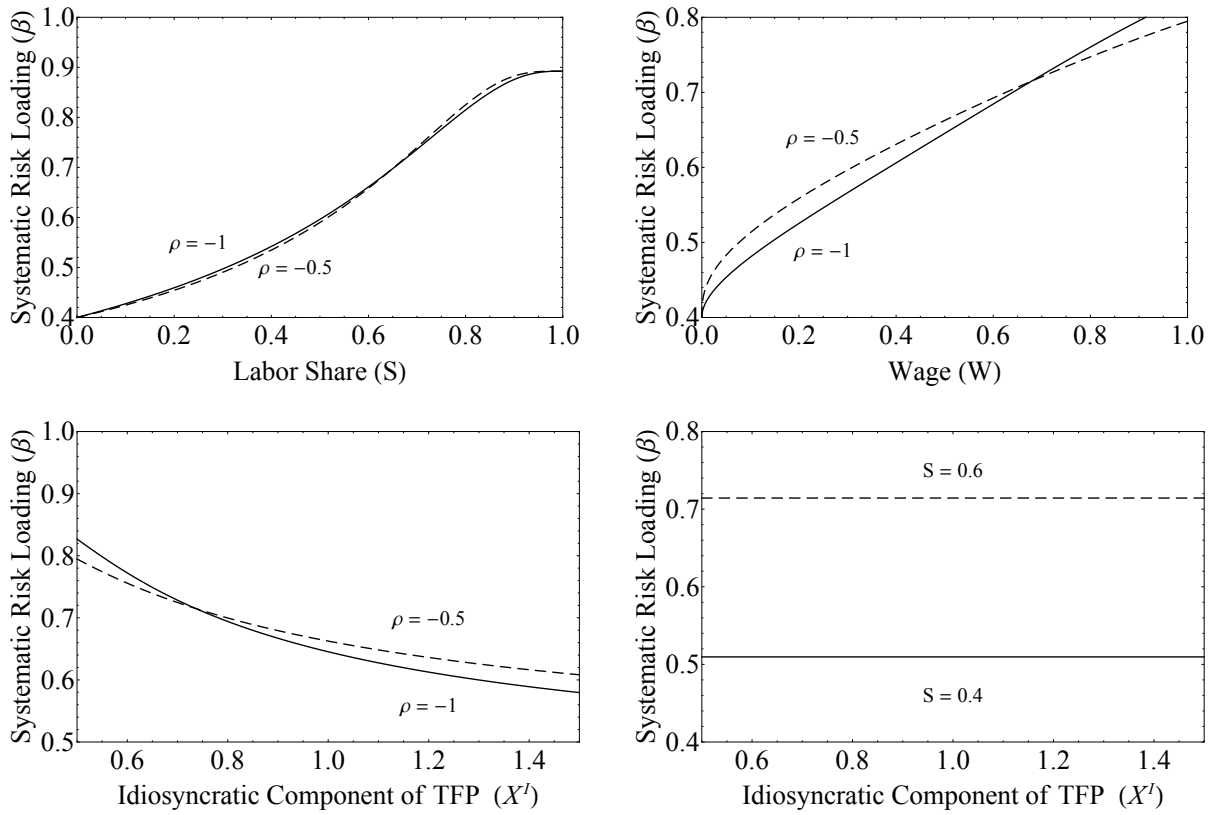 Systematic Risk Loading (β)
1.0
0.9
0.8
0.7
0.6
0.5
0.4
ρ = −1
ρ = −0.5
0.0 0.2 0.4 0.6 0.8 1.0
Labor Share (S)
Systematic Risk Loading (β)
0.8
0.7
0.6
0.5
0.4
ρ = −0.5
ρ = −1
0.0 0.2 0.4 0.6 0.8 1.0
Wage (W)
Systematic Risk Loading (β)
1.0
0.9
0.8
0.7
0.6
0.5
ρ = −0.5
ρ = −1
0.6 0.8 1.0 1.2 1.4
Idiosyncratic Component of TFP (X^I)
Systematic Risk Loading (β)
0.8
0.7
0.6
0.5
0.4
S = 0.6
S = 0.4
0.6 0.8 1.0 1.2 1.4
Idiosyncratic Component of TFP (X^I)